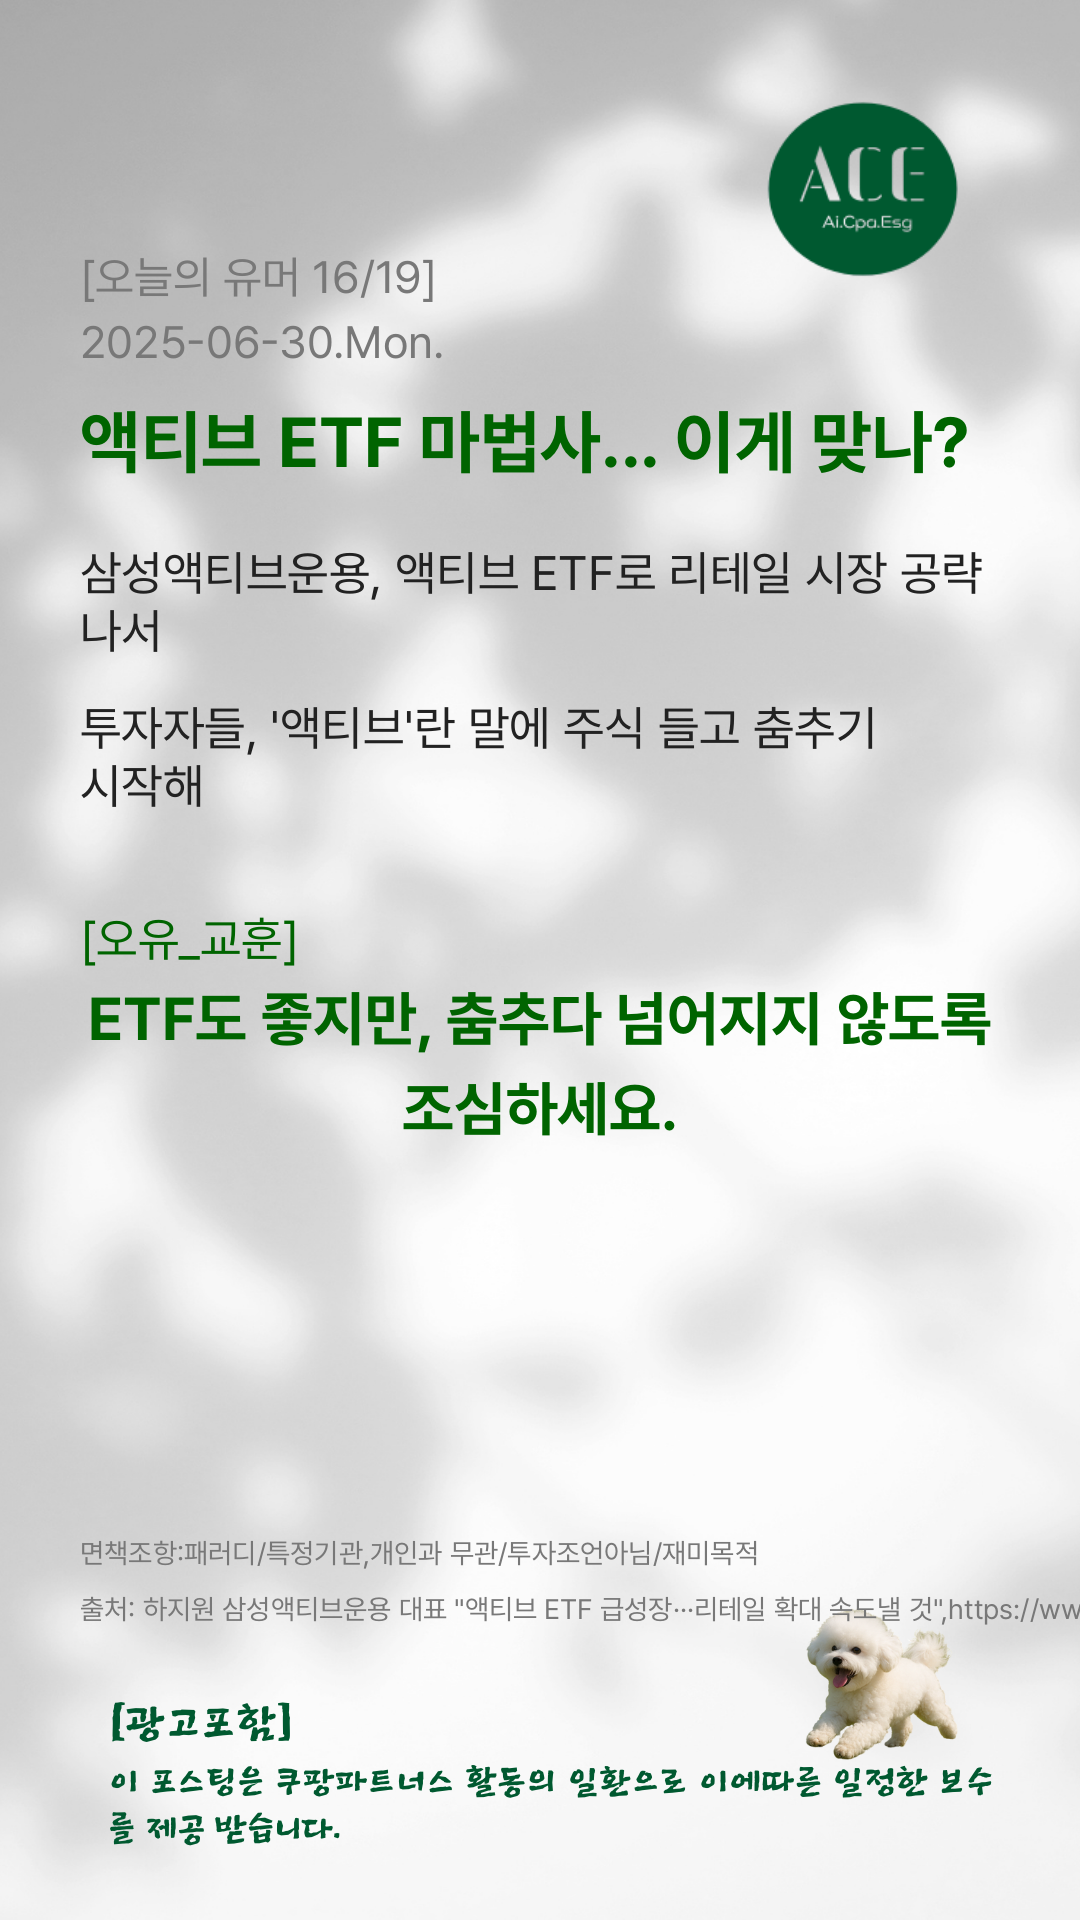 ACE
Ai.Cpa.Esg
[오늘의 유머 16/19]
2025-06-30.Mon.
액티브 ETF 마법사... 이게 맞나?
삼성액티브운용, 액티브 ETF로 리테일 시장 공략
나서
투자자들, '액티브'란 말에 주식 들고 춤추기
시작해
[오유_교훈]
ETF도 좋지만, 춤추다 넘어지지 않도록
조심하세요.
면책조항:패러디/특정기관,개인과 무관/투자조언아님/재미목적
출처: 하지원 삼성액티브운용 대표 "액티브 ETF 급성장…리테일 확대 속도낼 것",https://ww
[광고포함]
이 포스팅은 쿠팡파트너스 활동의 일환으로 이에따른 일정한 보수
를 제공 받습니다.